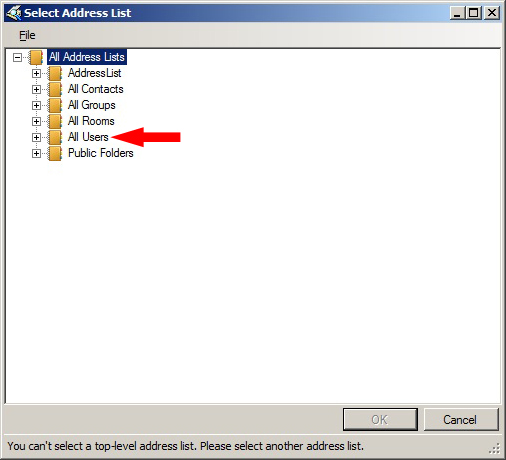 Select Address List
File
All Address Lists
AddressList
All Contacts
All Groups
All Rooms
All Users
Public Folders
OK Cancel
You can't select a top-level address list. Please select another address list.